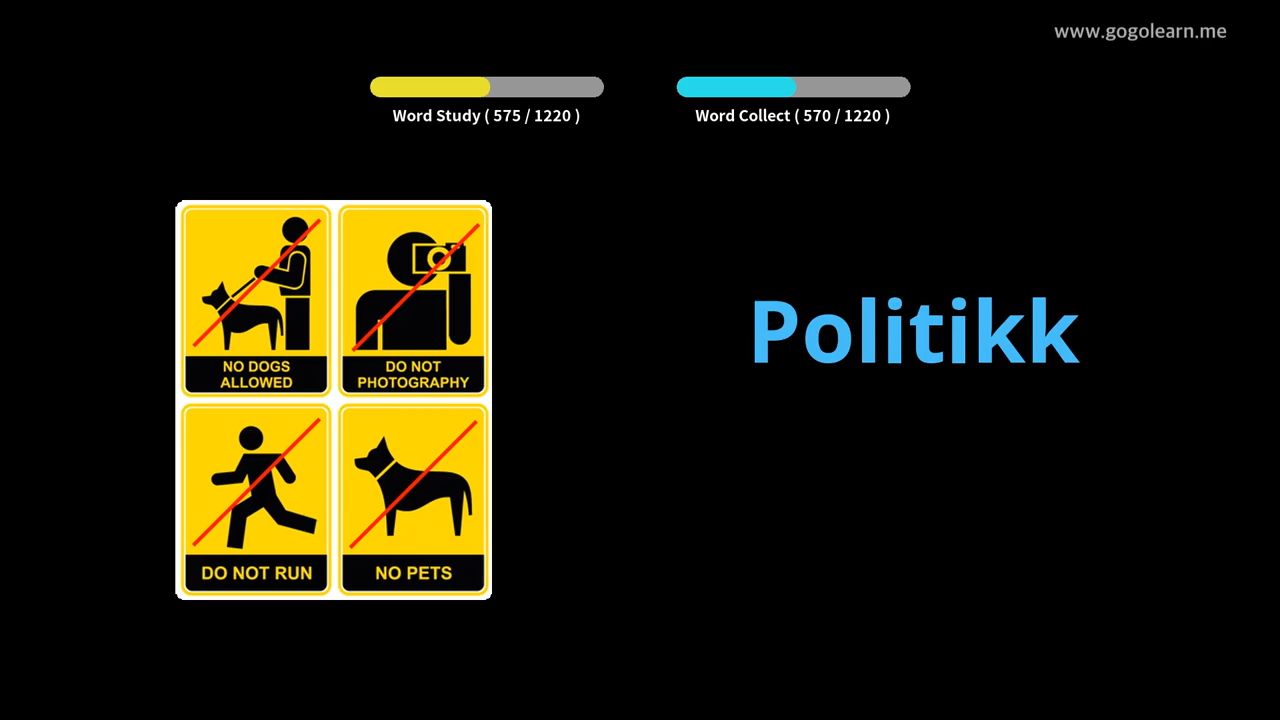 www.gogolearn.me
Word Study ( 575 / 1220 )
Word Collect ( 570 / 1220 )
NO DOGS
ALLOWED
DO NOT
PHOTOGRAPHY
DO NOT RUN
NO PETS
Politikk